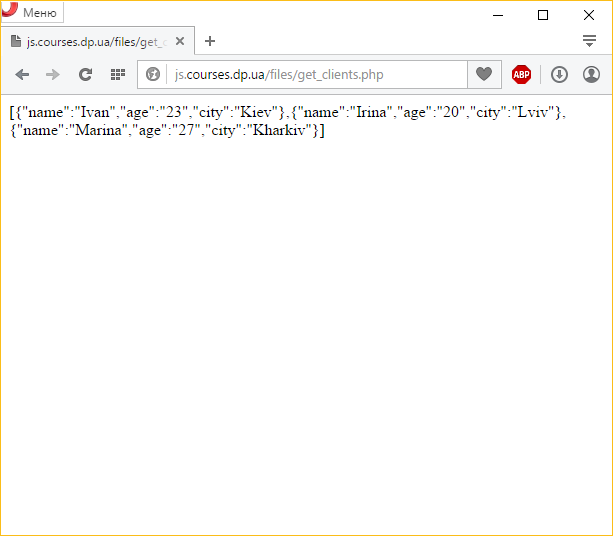 Меню
js.courses.dp.ua/files/get_c
js.courses.dp.ua/files/get_clients.php
ABP
[{"name":"Ivan","age":"23","city":"Kiev"},{"name":"Irina","age":"20","city":"Lviv"},
{"name":"Marina","age":"27","city":"Kharkiv"}]